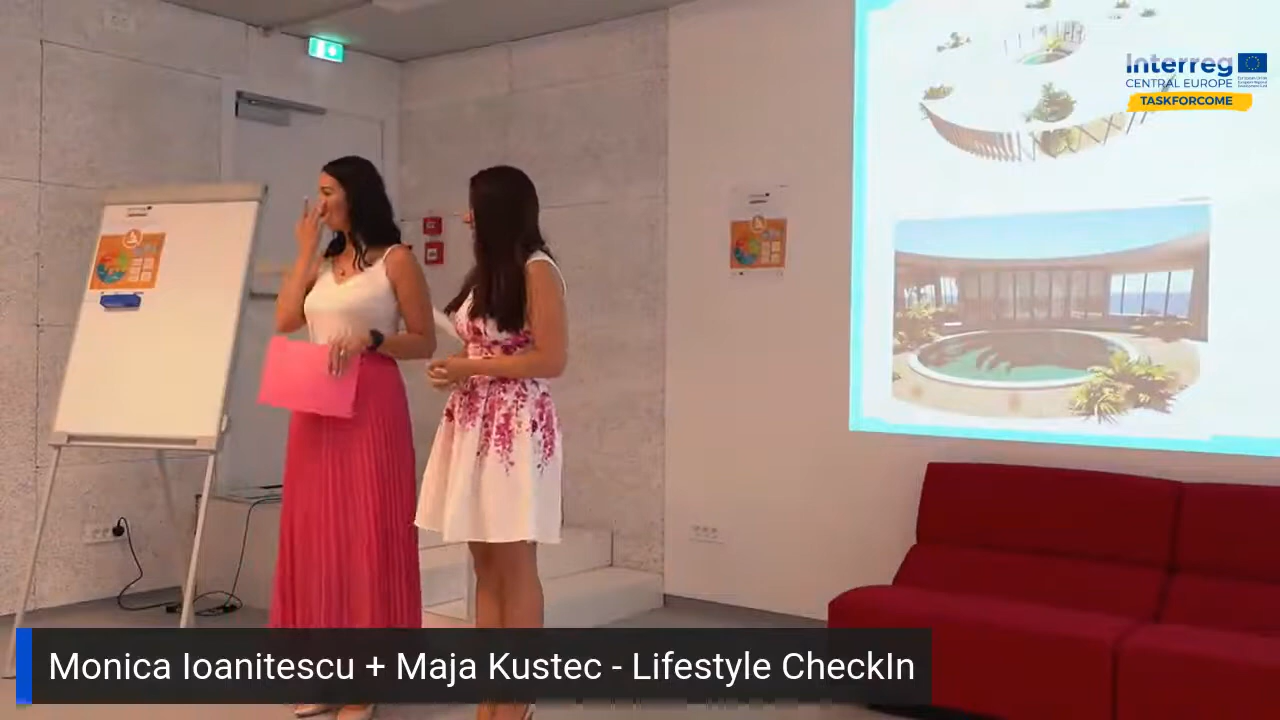 Interreg
CENTRAL EUROPE
TASKFORCOME
Monica Ioanitescu + Maja Kustec - Lifestyle CheckIn